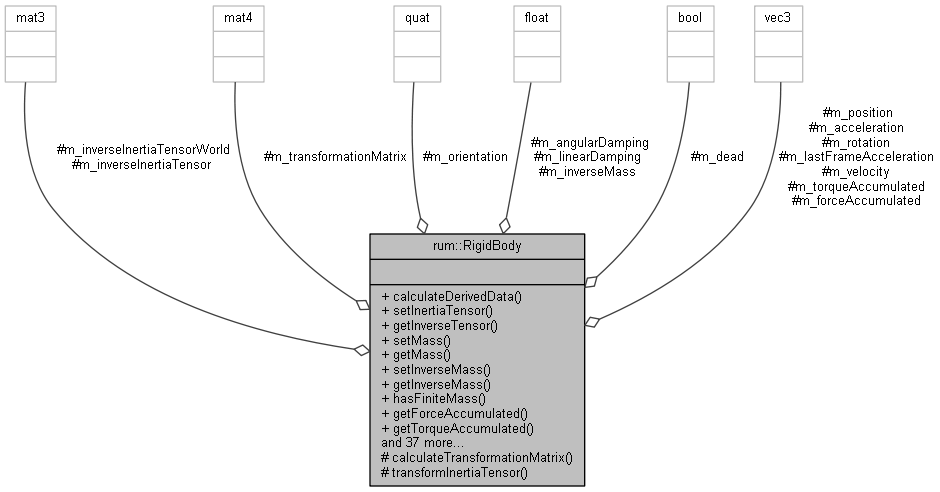 mat3
mat4
quat
float
bool
vec3
#m_inverseInertiaTensorWorld
#m_inverseInertiaTensor
#m_transformationMatrix
#m_orientation
#m_angularDamping
#m_linearDamping
#m_inverseMass
#m_dead
#m_position
#m_acceleration
#m_rotation
#m_lastFrameAcceleration
#m_velocity
#m_torqueAccumulated
#m_forceAccumulated
rum::RigidBody
+ calculateDerivedData()
+ setInertiaTensor()
+ getInverseTensor()
+ setMass()
+ getMass()
+ setInverseMass()
+ getInverseMass()
+ hasFiniteMass()
+ getForceAccumulated()
+ getTorqueAccumulated()
and 37 more...
# calculateTransformationMatrix()
# transformInertiaTensor()